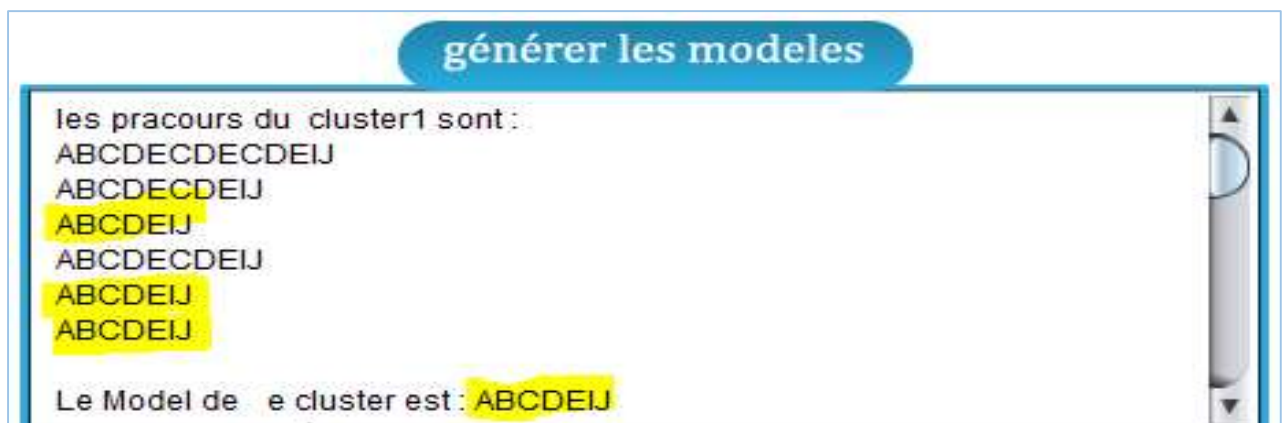 générer les modeles
les pracours du cluster1 sont :
ABCDECDECDEIJ
ABCDECDEIJ
ABCDEIJ
ABCDECDEIJ
ABCDEIJ
ABCDEIJ
Le Model de e cluster est : ABCDEIJ